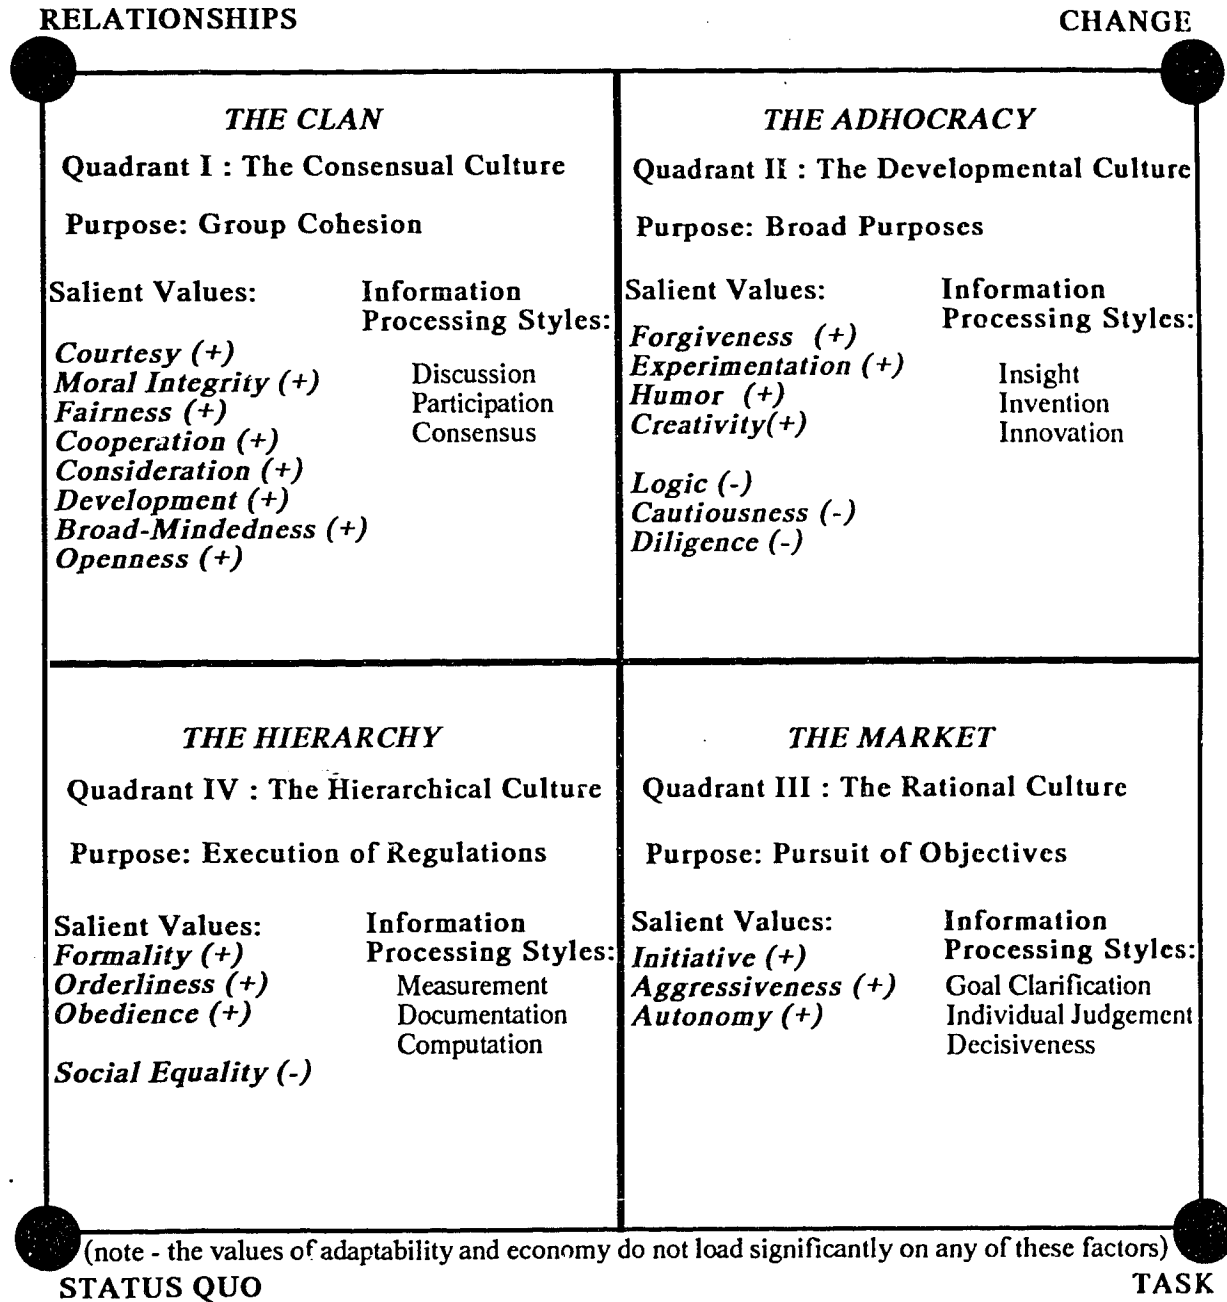 RELATIONSHIPS
CHANGE
THE CLAN
Quadrant I : The Consensual Culture
Purpose: Group Cohesion
Salient Values:
Information
Processing Styles:
Courtesy (+)
Moral Integrity (+)
Fairness (+)
Cooperation (+)
Consideration (+)
Development (+)
Broad-Mindedness (+)
Openness (+)
Discussion
Participation
Consensus
THE ADHOCRACY
Quadrant II : The Developmental Culture
Purpose: Broad Purposes
Salient Values:
Information
Processing Styles:
Forgiveness (+)
Experimentation (+)
Humor (+)
Creativity(+)
Logic (-)
Cautiousness (-)
Diligence (-)
Insight
Invention
Innovation
THE HIERARCHY
Quadrant IV : The Hierarchical Culture
Purpose: Execution of Regulations
Salient Values:
Information
Processing Styles:
Formality (+)
Orderliness (+)
Obedience (+)
Social Equality (-)
Measurement
Documentation
Computation
THE MARKET
Quadrant III : The Rational Culture
Purpose: Pursuit of Objectives
Salient Values:
Information
Processing Styles:
Initiative (+)
Aggressiveness (+)
Autonomy (+)
Goal Clarification
Individual Judgement
Decisiveness
(note - the values of adaptability and economy do not load significantly on any of these factors)
STATUS QUO
TASK